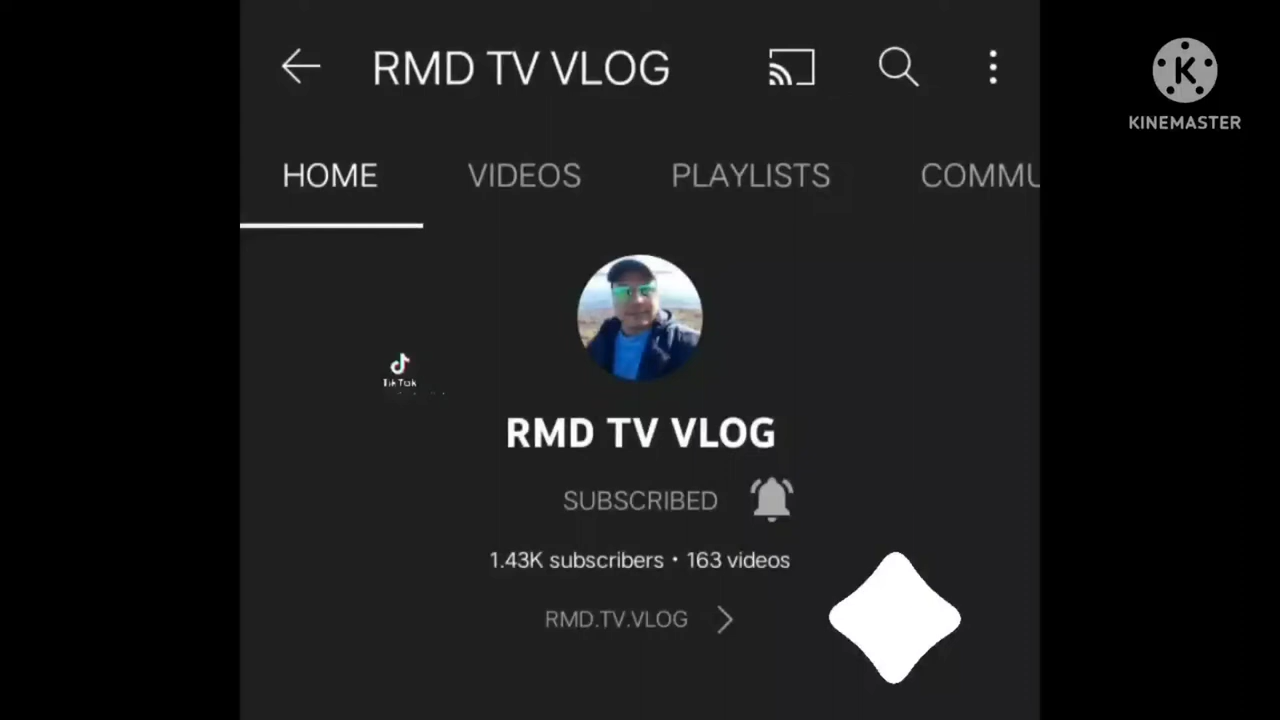 RMD TV VLOG
KINEMASTER
HOME VIDEOS PLAYLISTS COMMU
TikTok
RMD TV VLOG
SUBSCRIBED
1.43K subscribers • 163 videos
RMD.TV.VLOG